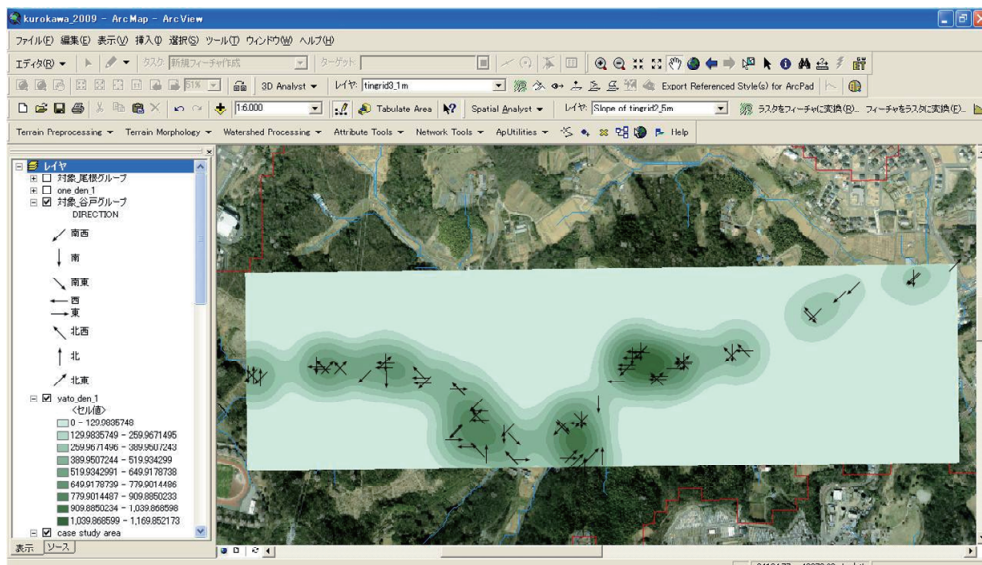 kurokawa_2009 - ArcMap - ArcView
ファイル(F) 編集(E) 表示(V) 挿入(I) 選択(S) ツール(T) ウィンドウ(W) ヘルプ(H)
エディタ(R) タスク 新規フィーチャ作成 ターゲット
51% 3D Analyst レイヤ: tingrid3_1m Export Referenced Style(s) for ArcPad
1:6,000 Tabulate Area Spatial Analyst レイヤ: Slope of tingrid2_5m ラスタをフィーチャに変換(R)... フィーチャをラスタに変換(F)...
Terrain Preprocessing Terrain Morphology Watershed Processing Attribute Tools Network Tools ApUtilities Help
レイヤ
対象_尾根グループ
one_den_1
対象_谷戸グループ
DIRECTION
南西
南
南東
西
東
北西
北
北東
yato_den_1
<セル値>
0 - 129.9835748
129.9835749 - 259.9671495
259.9671496 - 389.9507243
389.9507244 - 519.934299
519.9342991 - 649.9178738
649.9178739 - 779.9014486
779.9014487 - 909.8850233
909.8850234 - 1,039.868598
1,039.868599 - 1,169.852173
case study area
表示 ソース